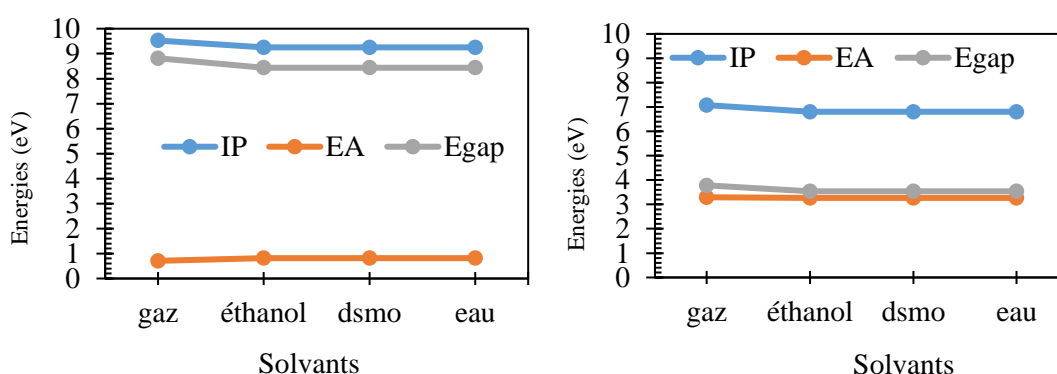 10
9
8
7
6
5
4
3
2
1
0
Energies (eV)
IP EA Egap
gaz éthanol dsmo eau
Solvants
10
9
8
7
6
5
4
3
2
1
0
Energies (eV)
IP EA Egap
gaz éthanol dsmo eau
Solvants